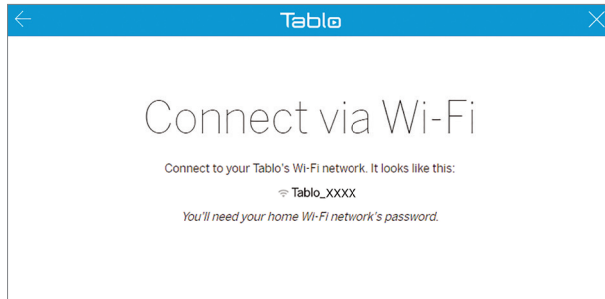 Tablo
Connect via Wi-Fi
Connect to your Tablo's Wi-Fi network. It looks like this:
Tablo_XXXX
You'll need your home Wi-Fi network's password.